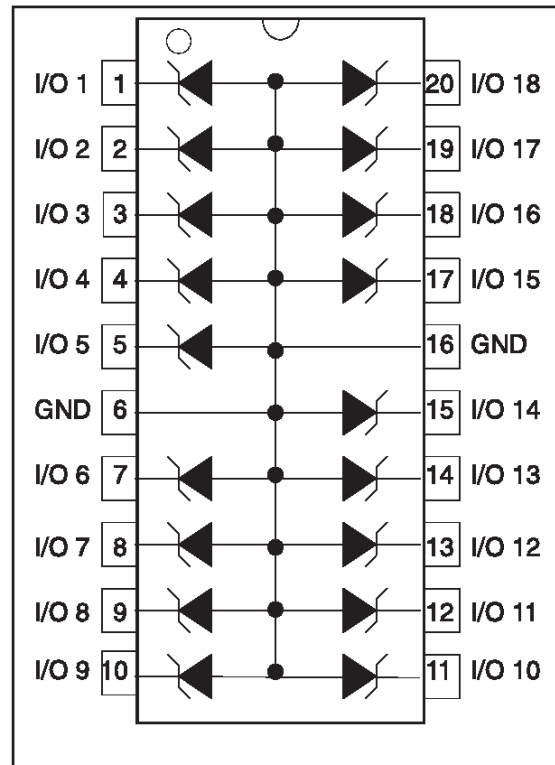 I/O 1 1 20 I/O 18
I/O 2 2 19 I/O 17
I/O 3 3 18 I/O 16
I/O 4 4 17 I/O 15
I/O 5 5 16 GND
GND 6 15 I/O 14
I/O 6 7 14 I/O 13
I/O 7 8 13 I/O 12
I/O 8 9 12 I/O 11
I/O 9 10 11 I/O 10